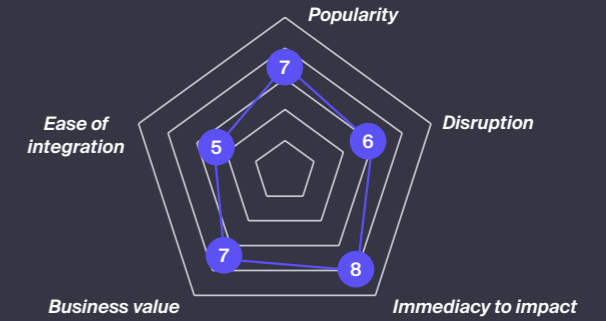 Popularity
7
Disruption
6
Ease of
integration
5
7
8
Business value
Immediacy to impact